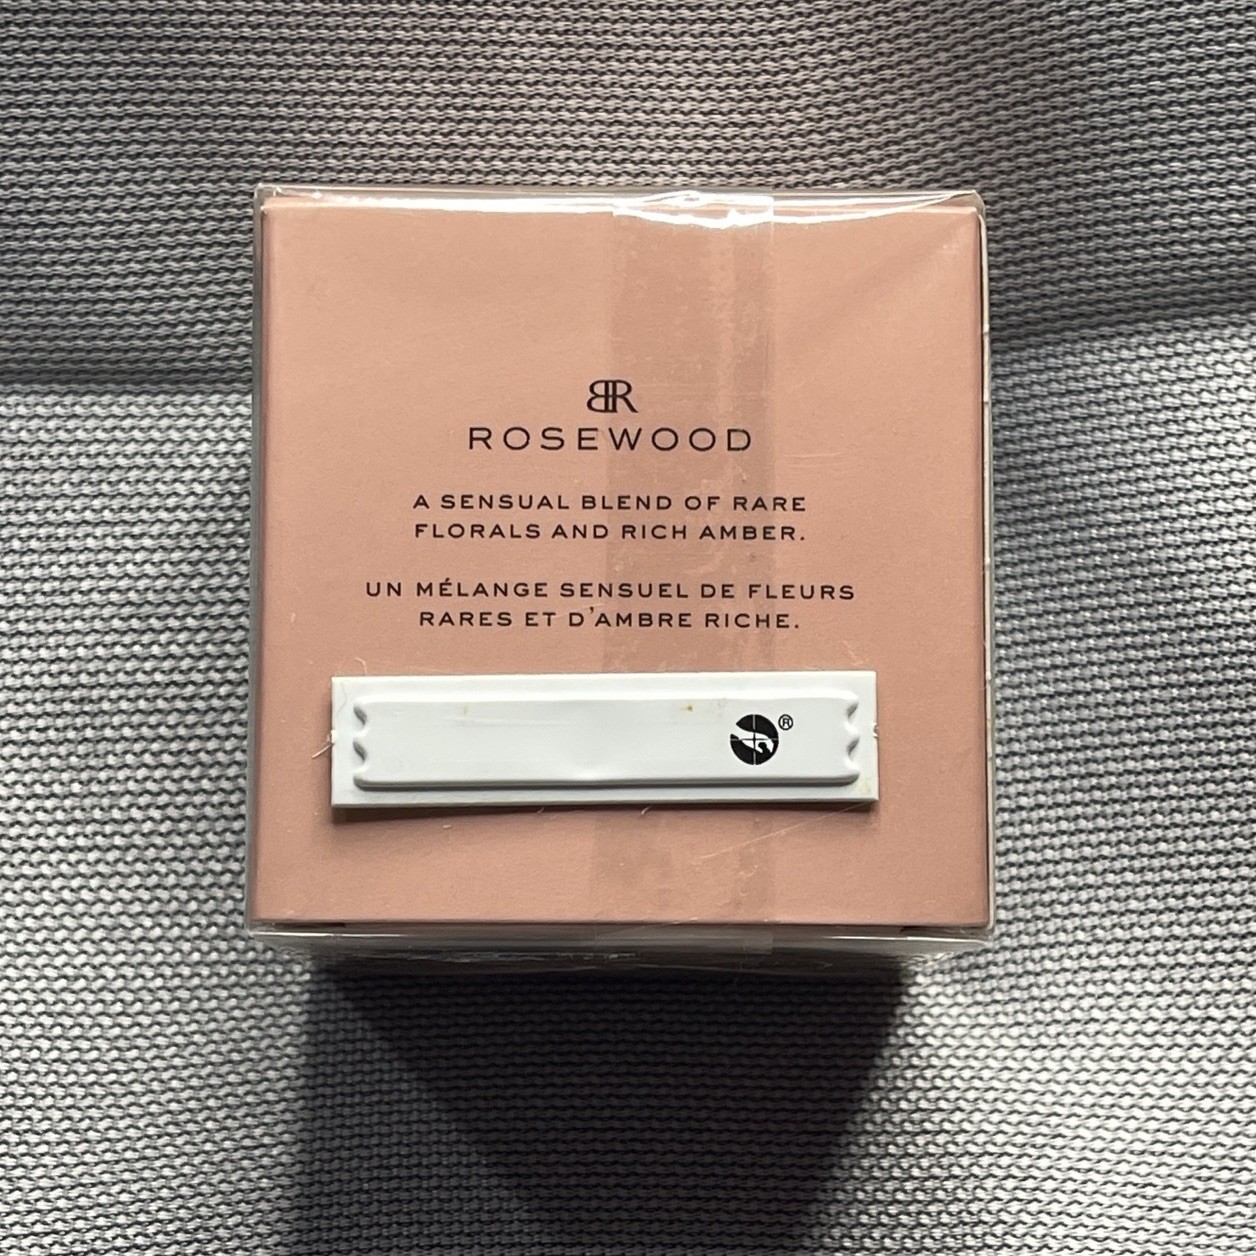 BR
ROSEWOOD
A SENSUAL BLEND OF RARE
FLORALS AND RICH AMBER.
UN MÉLANGE SENSUEL DE FLEURS
RARES ET D'AMBRE RICHE.
®